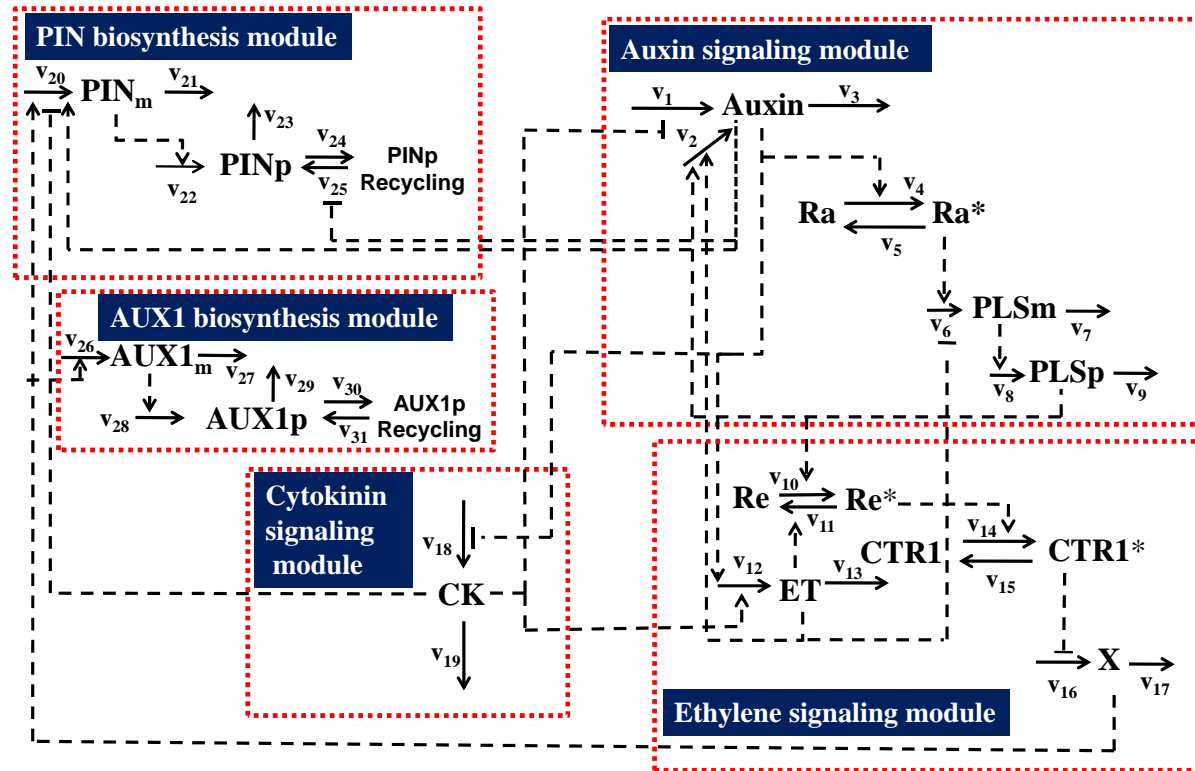 PIN biosynthesis module
v20
PINm
v21
v23
v24
PINp
v22
v25
PINp
Recycling
Auxin signaling module
v1
Auxin
v3
v2
v4
Ra
Ra*
v5
PLSm
v6
v7
PLSp
v8
v9
AUX1 biosynthesis module
v26
AUX1m
v27
v29
v30
v28
AUX1p
v31
AUX1p
Recycling
Cytokinin
signaling
module
v18
CK
v19
v10
Re
Re*
v11
v14
CTR1
CTR1*
v12
v13
v15
ET
X
v16
v17
Ethylene signaling module